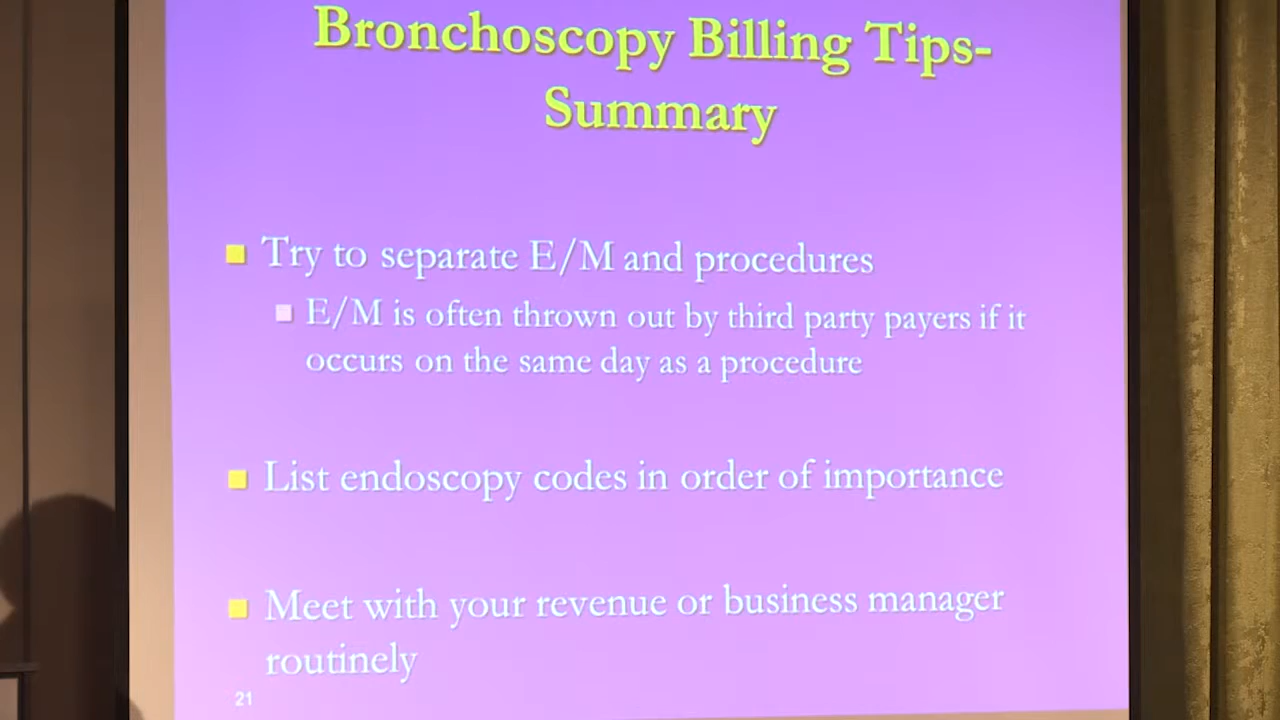 Bronchoscopy Billing Tips-
Summary
Try to separate E/M and procedures
E/M is often thrown out by third party payers if it
occurs on the same day as a procedure
List endoscopy codes in order of importance
Meet with your revenue or business manager
routinely
21